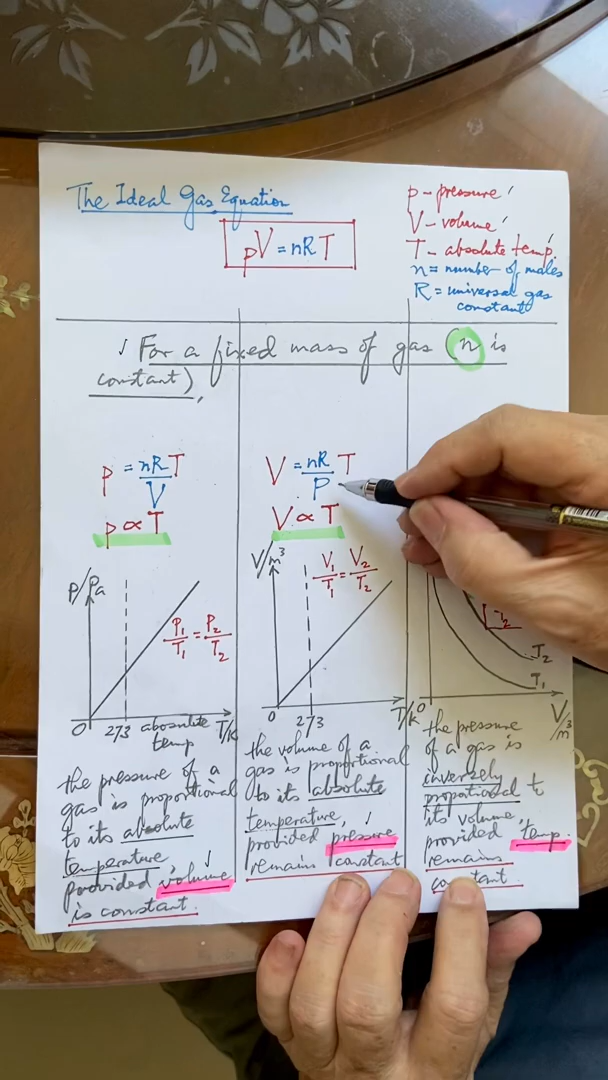 The Ideal Gas Equation
pV = nRT
p - pressure
V - volume
T - absolute temp.
n = number of moles
R = universal gas
constant
For a fixed mass of gas (n is
constant),
p = nR/V T
p ∝ T
P/Pa
P₁/T₁ = P₂/T₂
0
273
absolute
temp
T/K
the pressure of a
gas is proportional
to its absolute
temperature
provided volume
is constant.
V = nR/P T
V ∝ T
V/m³
V₁/T₁ = V₂/T₂
0
273
T/K
the volume of a
gas is proportional
to its absolute
temperature,
provided pressure
remains constant
T₂
T₁
0
V/m³
the pressure
of a gas is
inversely
proportional to
its volume,
provided temp.
remains
constant.